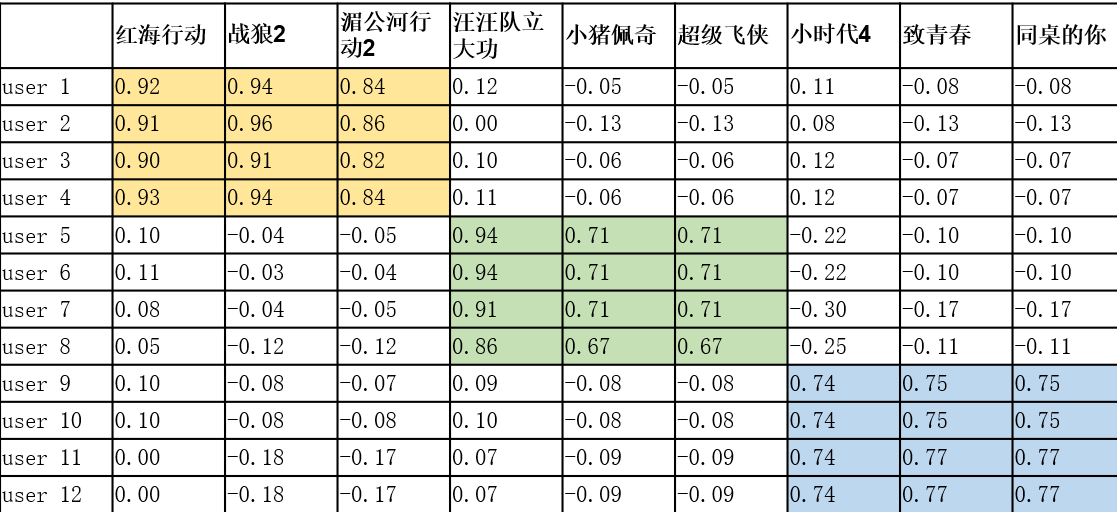 红海行动 战狼2 湄公河行动2 汪汪队立大功 小猪佩奇 超级飞侠 小时代4 致青春 同桌的你
user 1 0.92 0.94 0.84 0.12 -0.05 -0.05 0.11 -0.08 -0.08
user 2 0.91 0.96 0.86 0.00 -0.13 -0.13 0.08 -0.13 -0.13
user 3 0.90 0.91 0.82 0.10 -0.06 -0.06 0.12 -0.07 -0.07
user 4 0.93 0.94 0.84 0.11 -0.06 -0.06 0.12 -0.07 -0.07
user 5 0.10 -0.04 -0.05 0.94 0.71 0.71 -0.22 -0.10 -0.10
user 6 0.11 -0.03 -0.04 0.94 0.71 0.71 -0.22 -0.10 -0.10
user 7 0.08 -0.04 -0.05 0.91 0.71 0.71 -0.30 -0.17 -0.17
user 8 0.05 -0.12 -0.12 0.86 0.67 0.67 -0.25 -0.11 -0.11
user 9 0.10 -0.08 -0.07 0.09 -0.08 -0.08 0.74 0.75 0.75
user 10 0.10 -0.08 -0.08 0.10 -0.08 -0.08 0.74 0.75 0.75
user 11 0.00 -0.18 -0.17 0.07 -0.09 -0.09 0.74 0.77 0.77
user 12 0.00 -0.18 -0.17 0.07 -0.09 -0.09 0.74 0.77 0.77